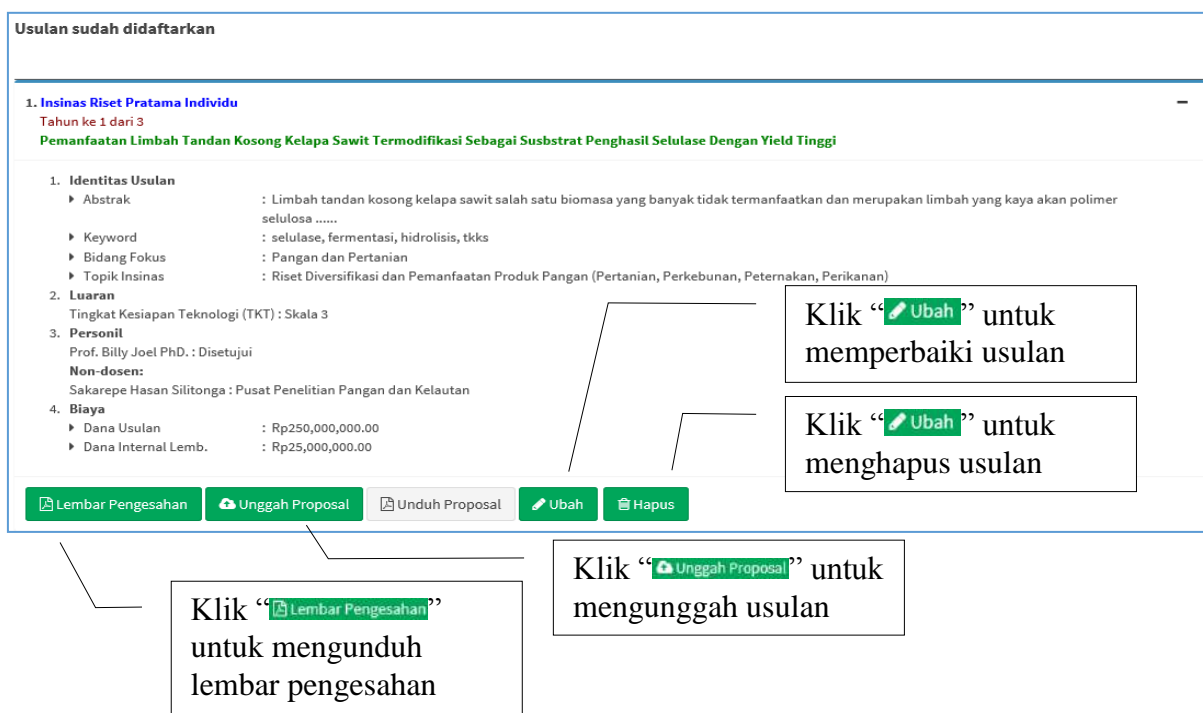 Usulan sudah didaftarkan
1. Insinas Riset Pratama Individu
Tahun ke 1 dari 3
Pemanfaatan Limbah Tandan Kosong Kelapa Sawit Termodifikasi Sebagai Susbstrat Penghasil Selulase Dengan Yield Tinggi
1. Identitas Usulan
Abstrak : Limbah tandan kosong kelapa sawit salah satu biomasa yang banyak tidak termanfaatkan dan merupakan limbah yang kaya akan polimer
selulosa ......
Keyword : selulase, fermentasi, hidrolisis, tkks
Bidang Fokus : Pangan dan Pertanian
Topik Insinas : Riset Diversifikasi dan Pemanfaatan Produk Pangan (Pertanian, Perkebunan, Peternakan, Perikanan)
2. Luaran
Tingkat Kesiapan Teknologi (TKT) : Skala 3
3. Personil
Prof. Billy Joel PhD. : Disetujui
Non-dosen:
Sakarepe Hasan Silitonga : Pusat Penelitian Pangan dan Kelautan
4. Biaya
Dana Usulan : Rp250,000,000.00
Dana Internal Lemb. : Rp25,000,000.00
Klik “Ubah” untuk
memperbaiki usulan
Klik “Ubah” untuk
menghapus usulan
Lembar Pengesahan Unggah Proposal Unduh Proposal Ubah Hapus
Klik “Unggah Proposal” untuk
mengunggah usulan
Klik “Lembar Pengesahan”
untuk mengunduh
lembar pengesahan